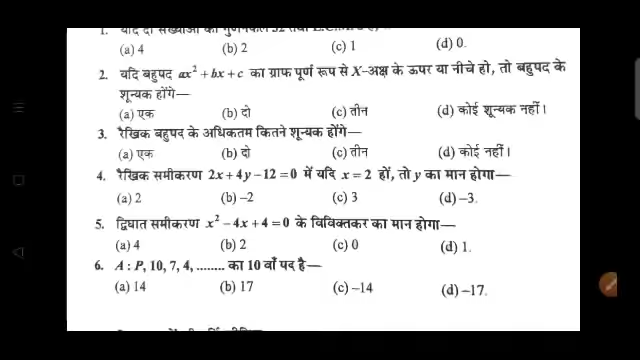 (a) 4 (b) 2 (c) 1 (d) 0.
2. यदि बहुपद ax² + bx + c का ग्राफ पूर्ण रूप से X-अक्ष के ऊपर या नीचे हो, तो बहुपद के
शून्यक होंगे—
(a) एक (b) दो (c) तीन (d) कोई शून्यक नहीं।
3. रैखिक बहुपद के अधिकतम कितने शून्यक होंगे—
(a) एक (b) दो (c) तीन (d) कोई नहीं।
4. रैखिक समीकरण 2x + 4y − 12 = 0 में यदि x = 2 हों, तो y का मान होगा—
(a) 2 (b) −2 (c) 3 (d) −3.
5. द्विघात समीकरण x² − 4x + 4 = 0 के विविक्तकर का मान होगा—
(a) 4 (b) 2 (c) 0 (d) 1.
6. A : P, 10, 7, 4, ........ का 10 वाँ पद है—
(a) 14 (b) 17 (c) −14 (d) −17.